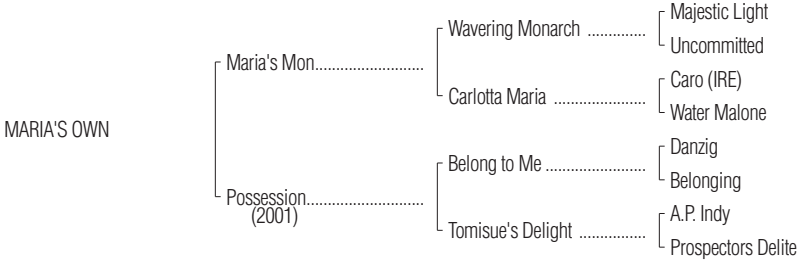 MARIA'S OWN
Maria's Mon..........................
Wavering Monarch ..............
Majestic Light
Uncommitted
Carlotta Maria ......................
Caro (IRE)
Water Malone
Possession............................
(2001)
Belong to Me ........................
Danzig
Belonging
Tomisue's Delight ................
A.P. Indy
Prospectors Delite